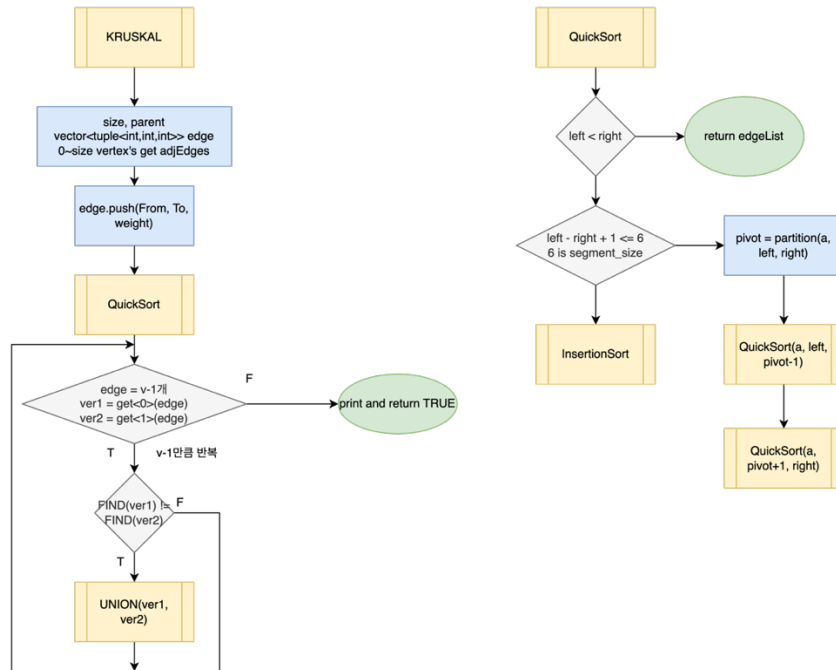 KRUSKAL
size, parent
vector<tuple<int,int,int>> edge
0~size vertex's get adjEdges
edge.push(From, To,
weight)
QuickSort
edge = v-1개
ver1 = get<0>(edge)
ver2 = get<1>(edge)
F
print and return TRUE
T
v-1만큼 반복
FIND(ver1) !=
FIND(ver2)
F
T
UNION(ver1,
ver2)
QuickSort
left < right
return edgeList
left - right + 1 <= 6
6 is segment_size
pivot = partition(a,
left, right)
InsertionSort
QuickSort(a, left,
pivot-1)
QuickSort(a,
pivot+1, right)